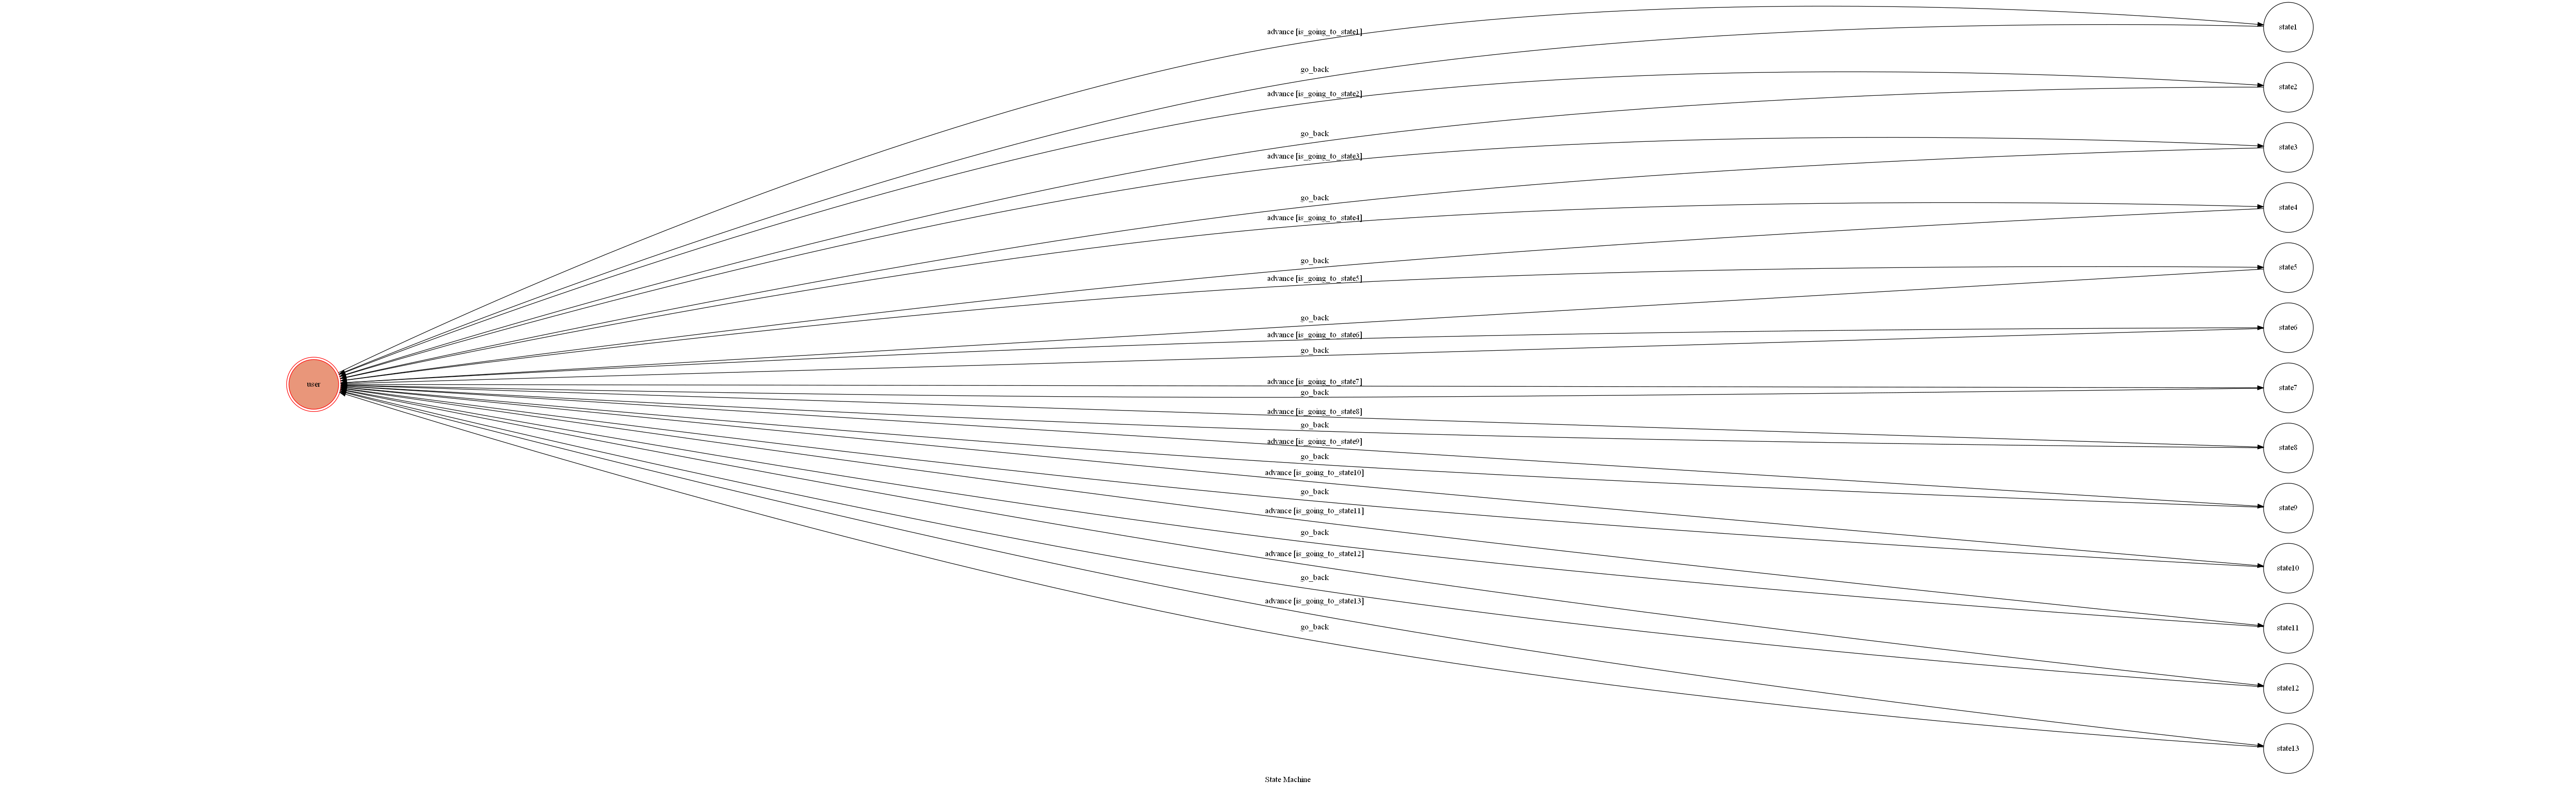 state1
advance [is_going_to_state1]
go_back
state2
advance [is_going_to_state2]
go_back
state3
advance [is_going_to_state3]
go_back
state4
advance [is_going_to_state4]
go_back
state5
advance [is_going_to_state5]
go_back
state6
advance [is_going_to_state6]
go_back
user
advance [is_going_to_state7]
state7
go_back
advance [is_going_to_state8]
go_back
state8
advance [is_going_to_state9]
go_back
advance [is_going_to_state10]
go_back
state9
advance [is_going_to_state11]
go_back
advance [is_going_to_state12]
state10
go_back
advance [is_going_to_state13]
go_back
state11
state12
state13
State Machine